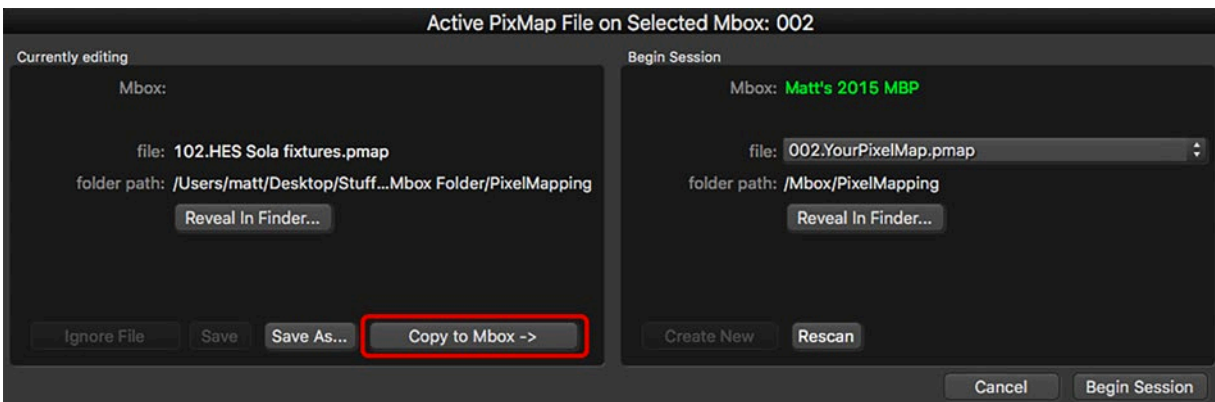 Active PixMap File on Selected Mbox: 002
Currently editing
Mbox:
file: 102.HES Sola fixtures.pmap
folder path: /Users/matt/Desktop/Stuff...Mbox Folder/PixelMapping
Reveal In Finder...
Ignore File Save Save As... Copy to Mbox ->
Begin Session
Mbox: Matt's 2015 MBP
file: 002.YourPixelMap.pmap
folder path: /Mbox/PixelMapping
Reveal In Finder...
Create New Rescan
Cancel Begin Session